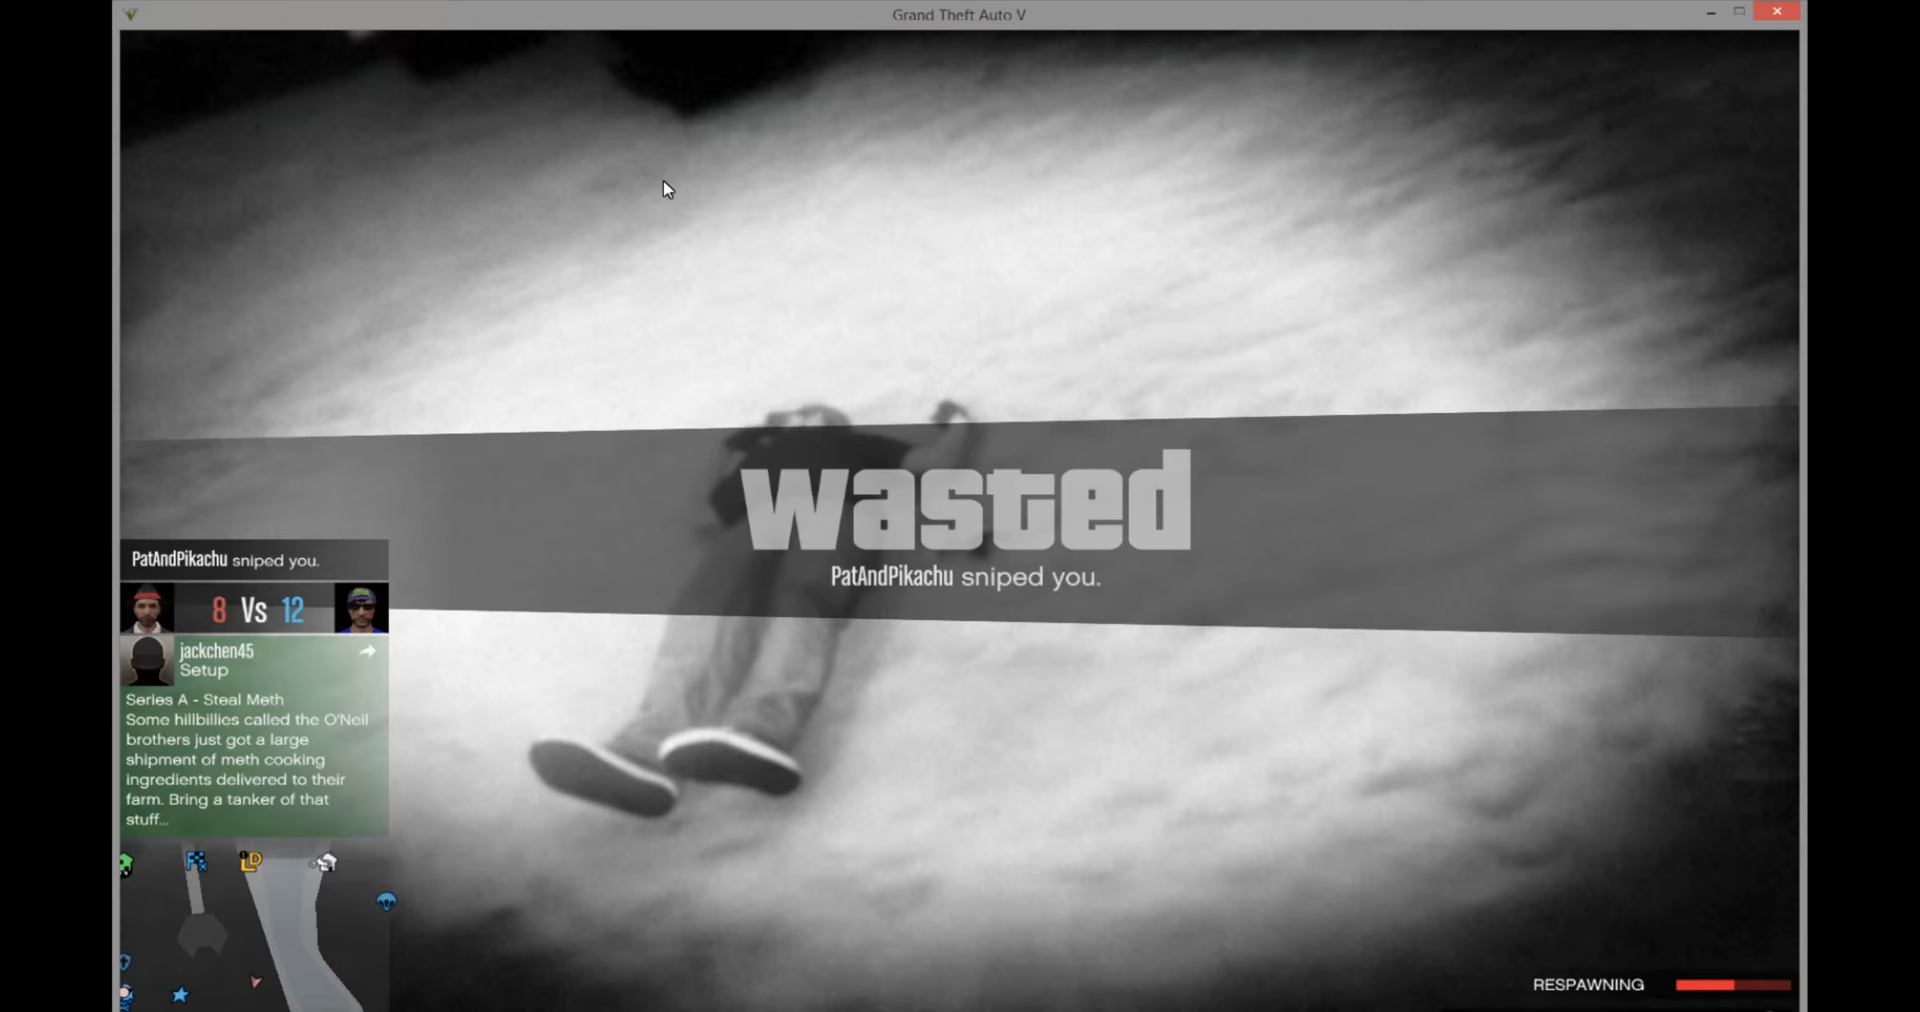 Grand Theft Auto V
wasted
PatAndPikachu sniped you.
PatAndPikachu sniped you.
8 Vs 12
jackchen45
Setup
Series A - Steal Meth
Some hillbillies called the O'Neil
brothers just got a large
shipment of meth cooking
ingredients delivered to their
farm. Bring a tanker of that
stuff...
LD
RESPAWNING